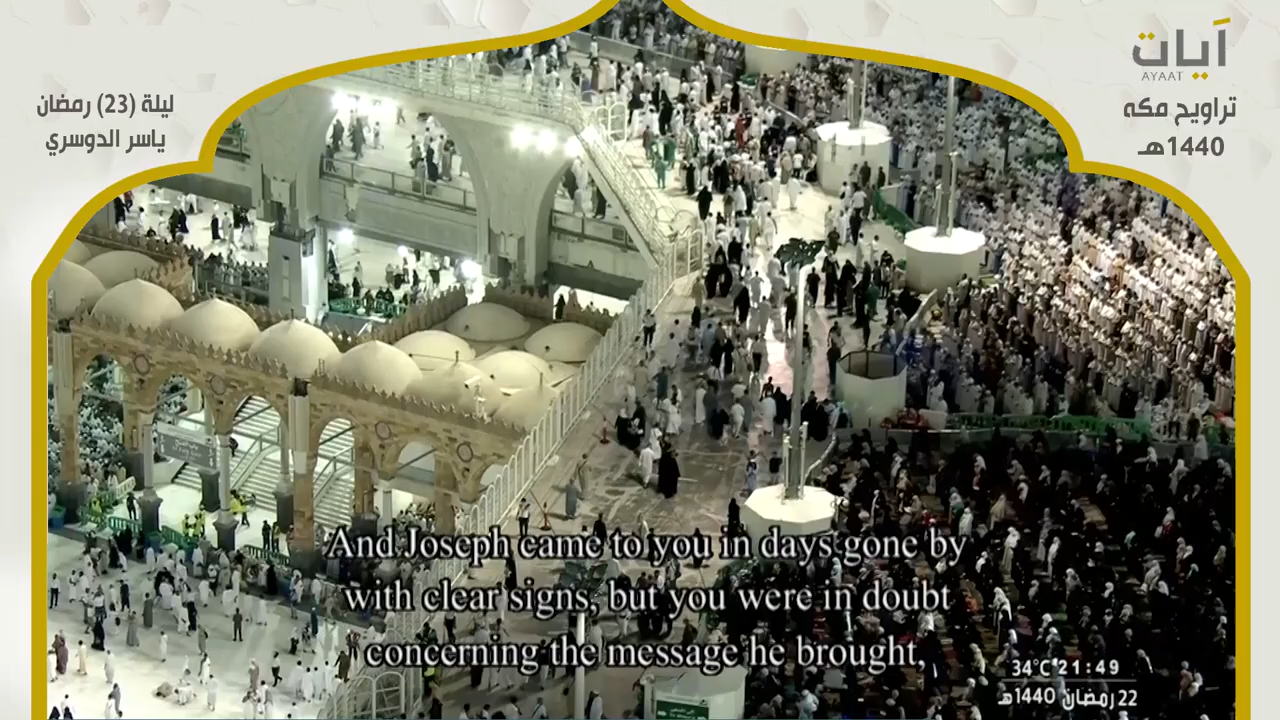 آيات
AYAAT
تراويح مكه
1440هـ
ليلة (23) رمضان
ياسر الدوسري
And Joseph came to you in days gone by
with clear signs, but you were in doubt
concerning the message he brought,
34°C 21:49
22 رمضان 1440هـ